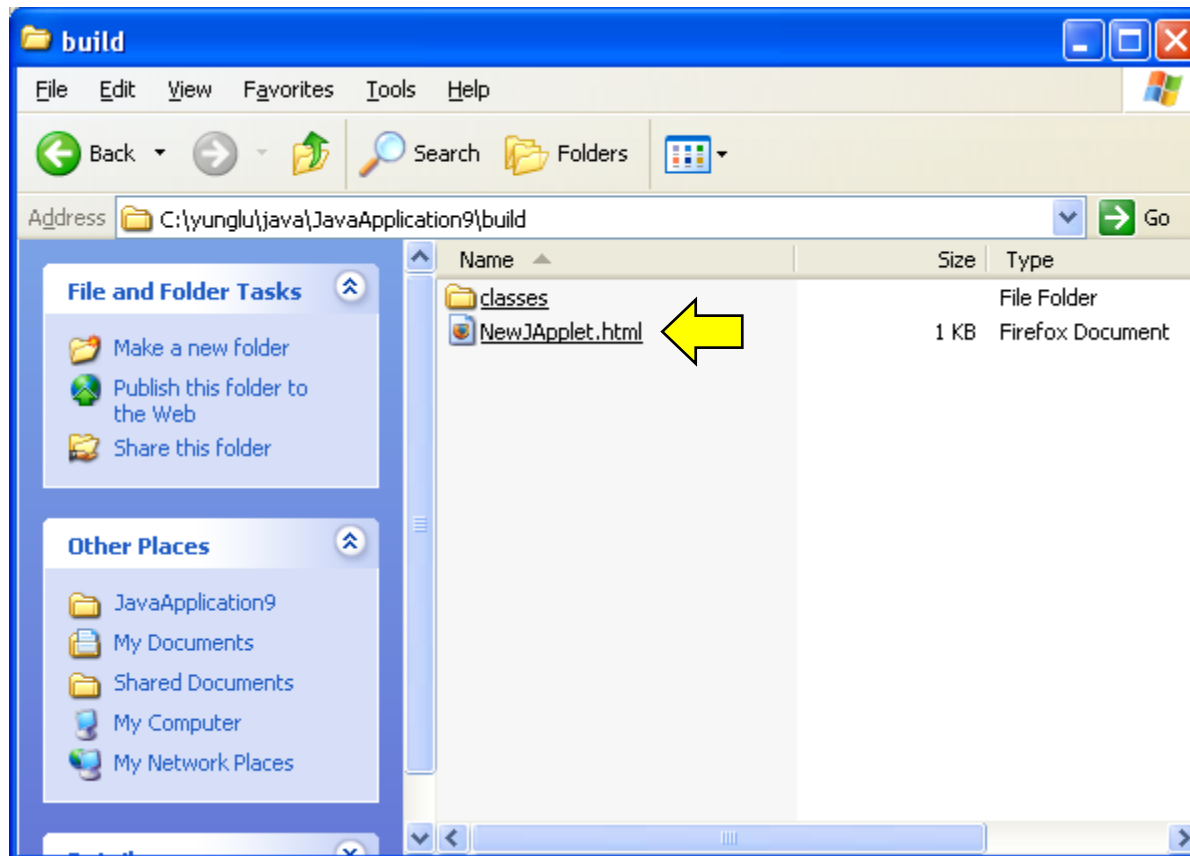 build
File Edit View Favorites Tools Help
Back Search Folders
Address C:\yunglu\java\JavaApplication9\build Go
Name Size Type
File and Folder Tasks
Make a new folder
Publish this folder to
the Web
Share this folder
Other Places
JavaApplication9
My Documents
Shared Documents
My Computer
My Network Places
classes File Folder
NewJApplet.html 1 KB Firefox Document